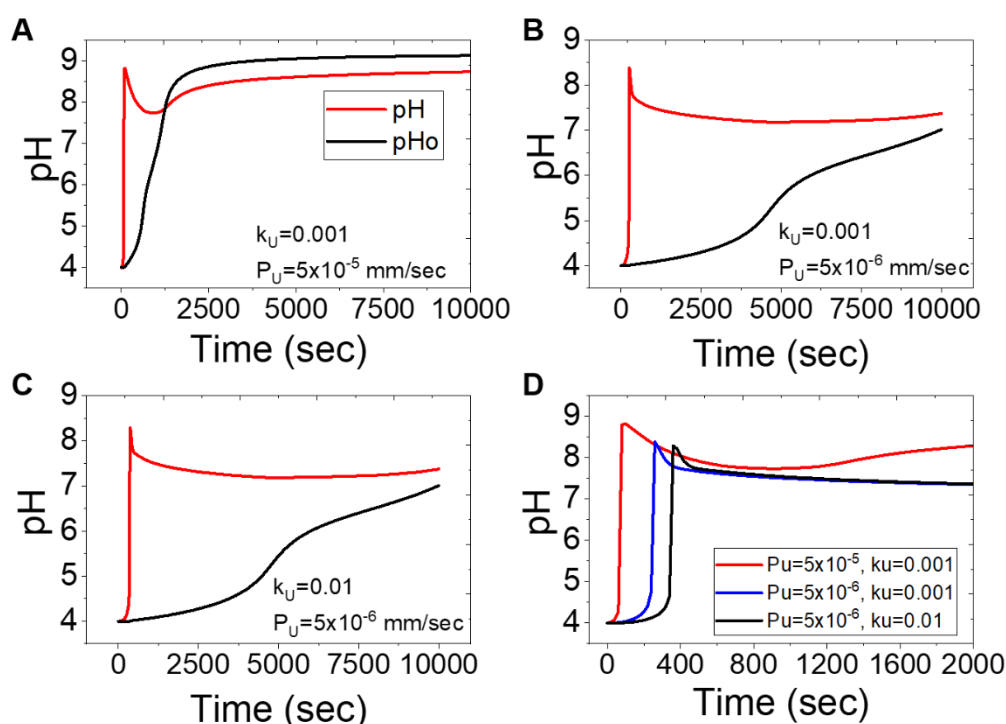 A
9
8
7
6
5
4
pH
pH
pHo
k_U=0.001
P_U=5x10^-5 mm/sec
0 2500 5000 7500 10000
Time (sec)
B
9
8
7
6
5
4
pH
k_U=0.001
P_U=5x10^-6 mm/sec
0 2500 5000 7500 10000
Time (sec)
C
9
8
7
6
5
4
pH
k_U=0.01
P_U=5x10^-6 mm/sec
0 2500 5000 7500 10000
Time (sec)
D
9
8
7
6
5
4
pH
Pu=5x10^-5, ku=0.001
Pu=5x10^-6, ku=0.001
Pu=5x10^-6, ku=0.01
0 400 800 1200 1600 2000
Time (sec)